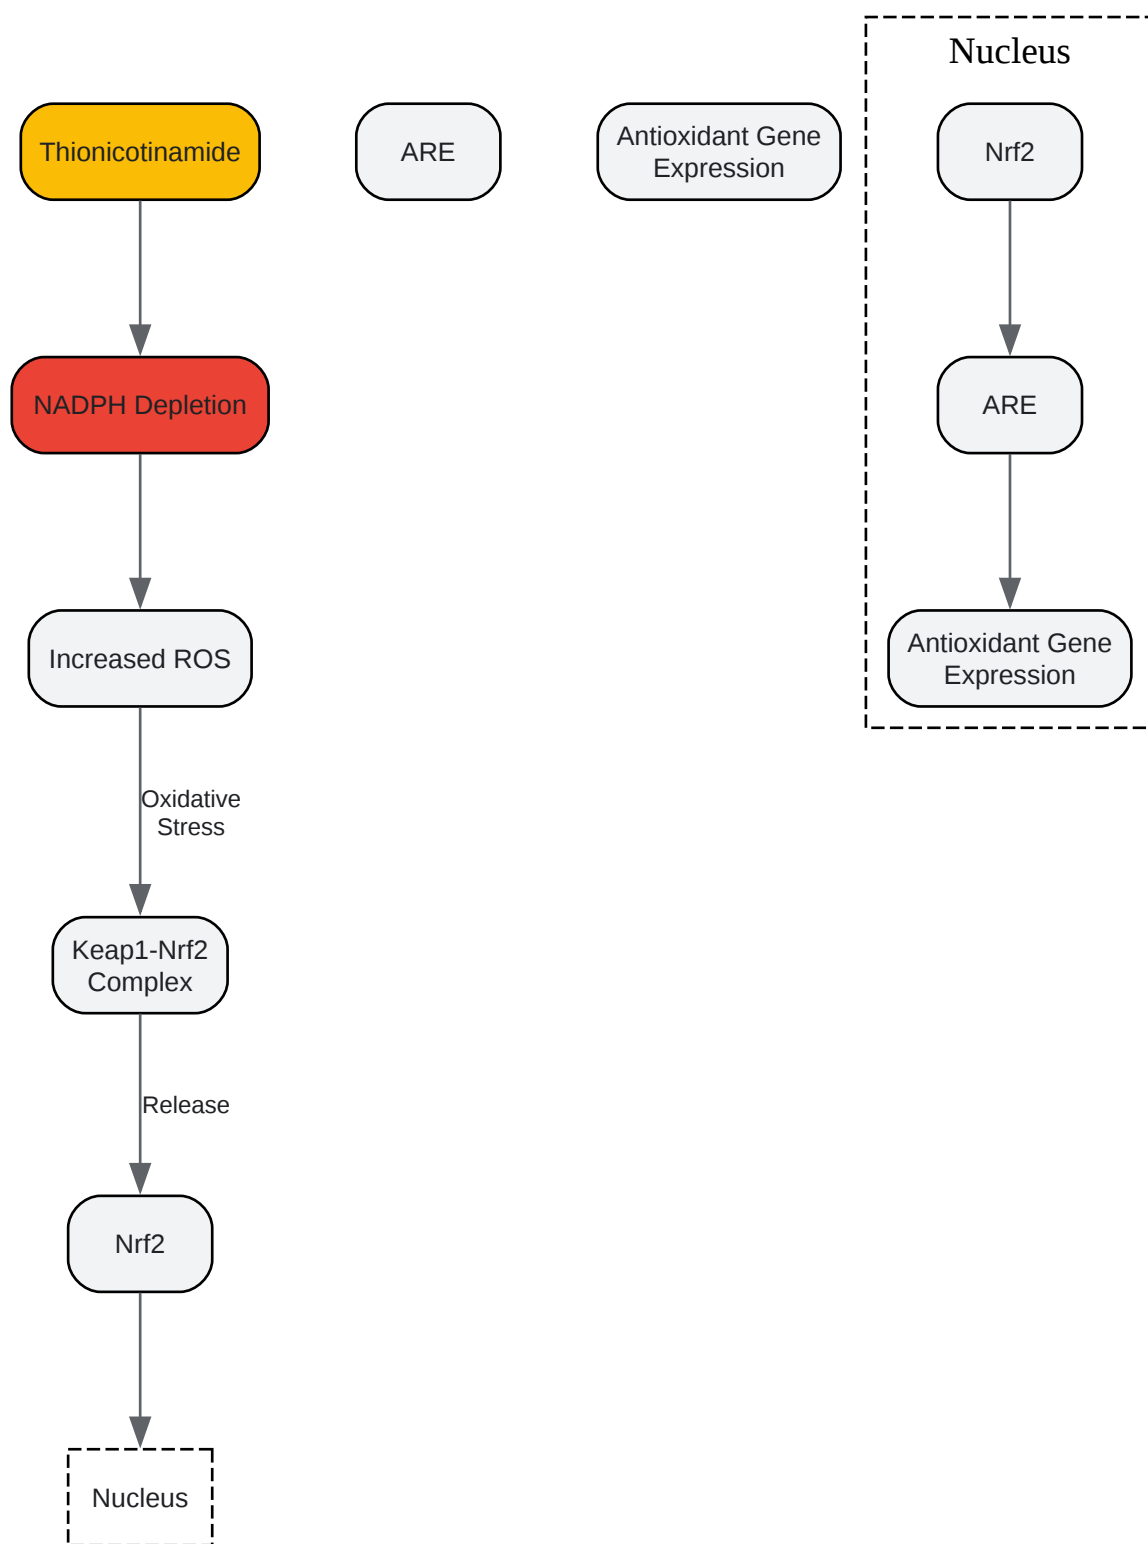 Nucleus
Thionicotinamide
ARE
Antioxidant Gene
Expression
Nrf2
NADPH Depletion
ARE
Increased ROS
Antioxidant Gene
Expression
Oxidative
Stress
Keap1-Nrf2
Complex
Release
Nrf2
Nucleus